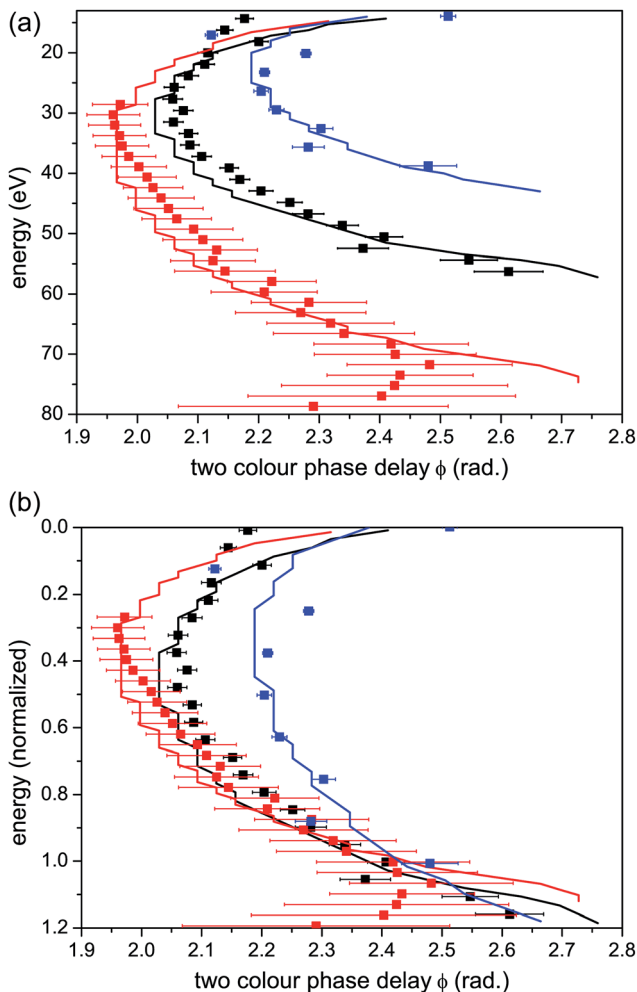 (a)
20
30
40
50
60
70
80
energy (eV)
1.9 2.0 2.1 2.2 2.3 2.4 2.5 2.6 2.7 2.8
two colour phase delay ϕ (rad.)
(b)
0.0
0.2
0.4
0.6
0.8
1.0
1.2
energy (normalized)
1.9 2.0 2.1 2.2 2.3 2.4 2.5 2.6 2.7 2.8
two colour phase delay ϕ (rad.)